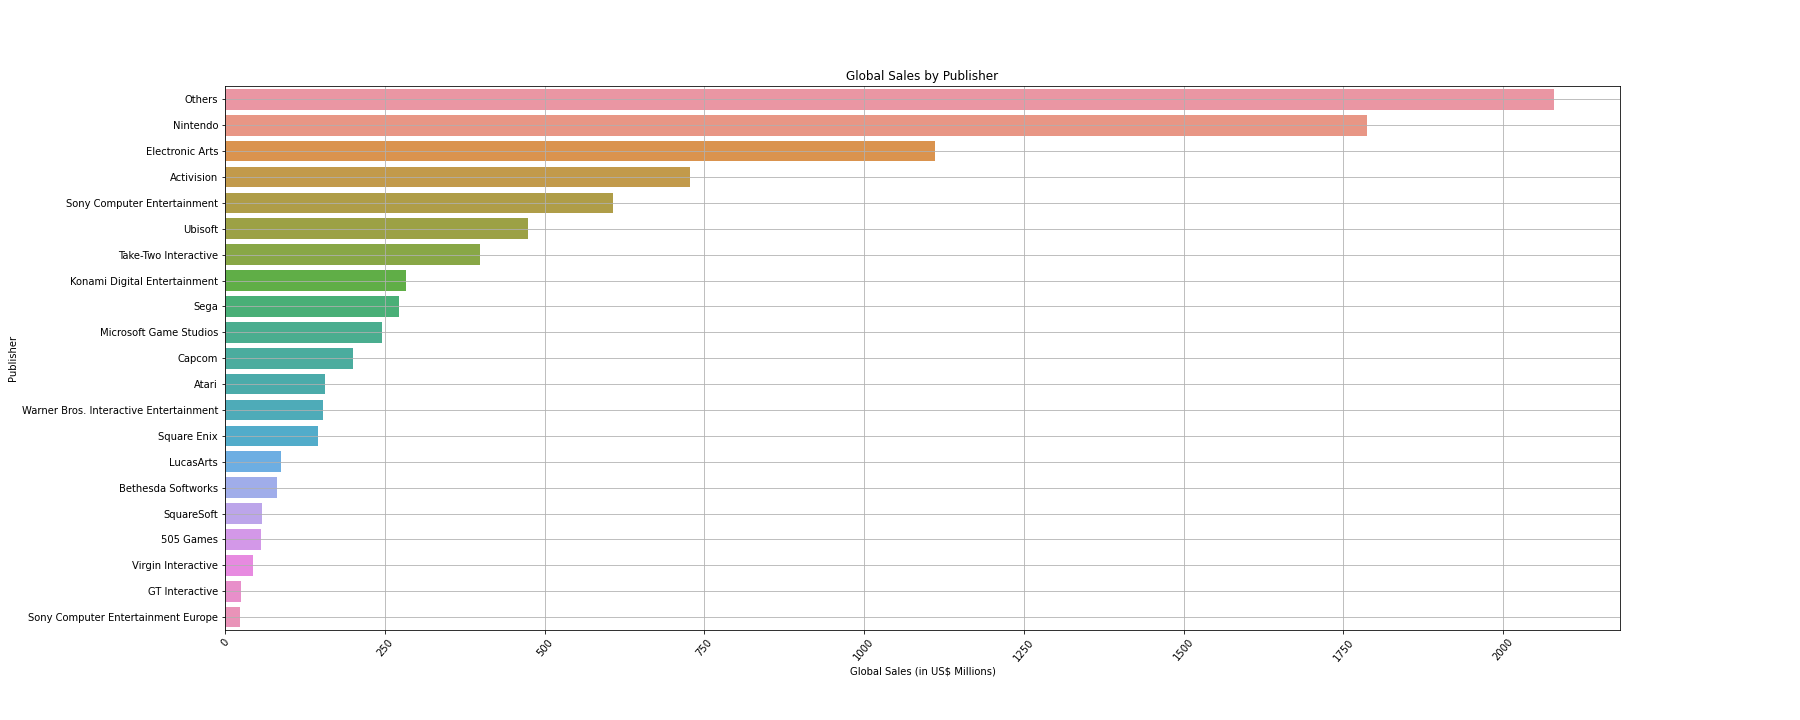 Global Sales by Publisher
Others
Nintendo
Electronic Arts
Activision
Sony Computer Entertainment
Ubisoft
Take-Two Interactive
Konami Digital Entertainment
Sega
Microsoft Game Studios
Capcom
Atari
Warner Bros. Interactive Entertainment
Square Enix
LucasArts
Bethesda Softworks
SquareSoft
505 Games
Virgin Interactive
GT Interactive
Sony Computer Entertainment Europe
Publisher
0 250 500 750 1000 1250 1500 1750 2000
Global Sales (in US$ Millions)